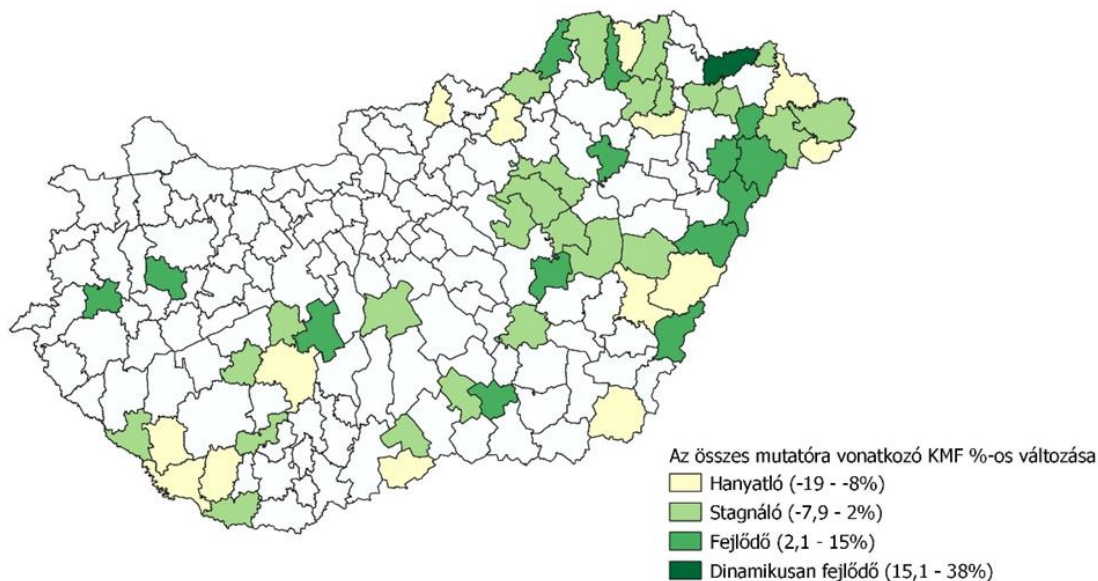 Az összes mutatóra vonatkozó KMF %-os változása
Hanyatló (-19 - -8%)
Stagnáló (-7,9 - 2%)
Fejlődő (2,1 - 15%)
Dinamikusan fejlődő (15,1 - 38%)